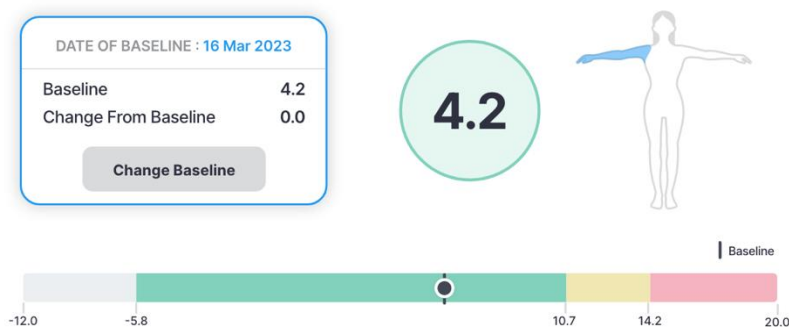 DATE OF BASELINE : 16 Mar 2023
Baseline 4.2
Change From Baseline 0.0
Change Baseline
4.2
Baseline
-12.0 -5.8 10.7 14.2 20.0